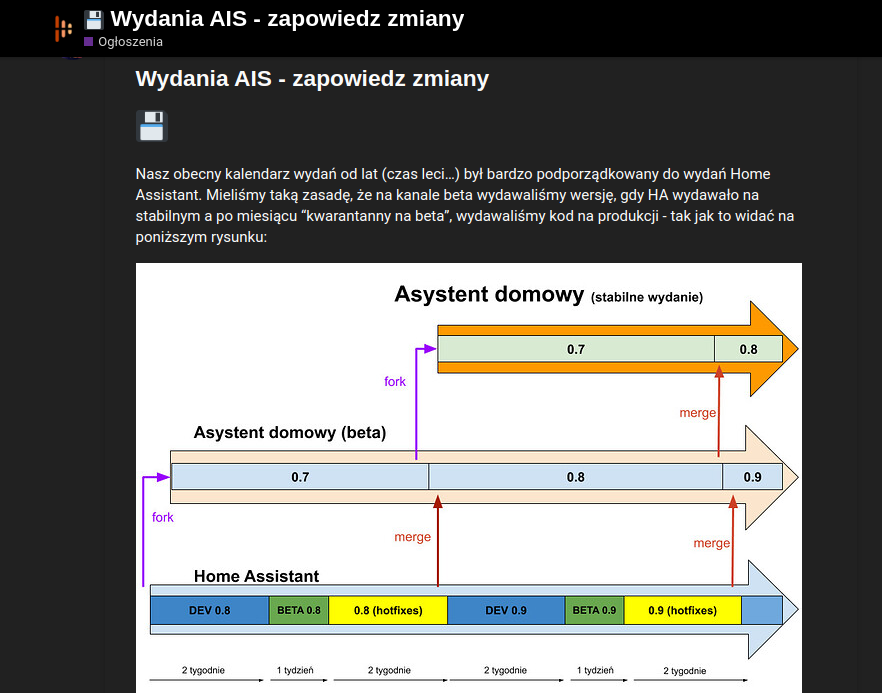 Wydania AIS - zapowiedz zmiany
Ogłoszenia
Wydania AIS - zapowiedz zmiany
Nasz obecny kalendarz wydań od lat (czas leci…) był bardzo podporządkowany do wydań Home
Assistant. Mieliśmy taką zasadę, że na kanale beta wydawaliśmy wersję, gdy HA wydawało na
stabilnym a po miesiącu “kwarantanny na beta”, wydawaliśmy kod na produkcji - tak jak to widać na
poniższym rysunku:
Asystent domowy (stabilne wydanie)
0.7 0.8
fork
merge
Asystent domowy (beta)
0.7 0.8 0.9
fork
merge
merge
Home Assistant
DEV 0.8 BETA 0.8 0.8 (hotfixes) DEV 0.9 BETA 0.9 0.9 (hotfixes)
2 tygodnie 1 tydzień 2 tygodnie 2 tygodnie 1 tydzień 2 tygodnie